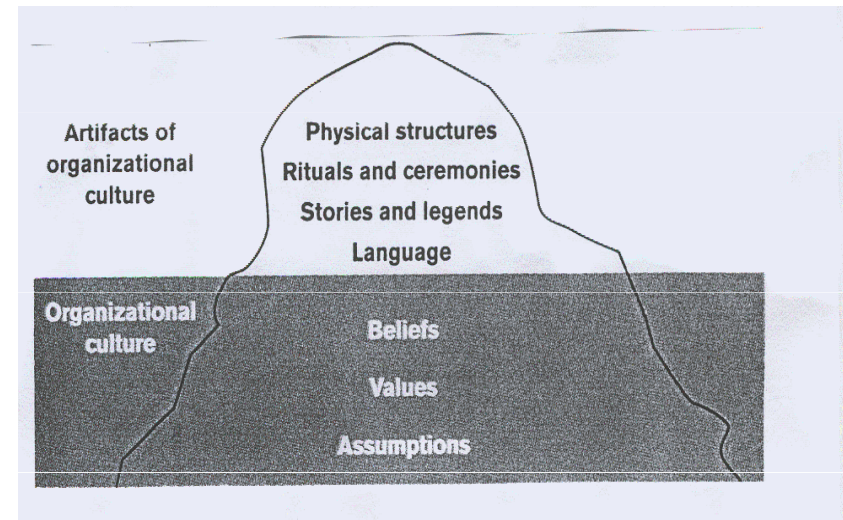 Artifacts of
organizational
culture
Physical structures
Rituals and ceremonies
Stories and legends
Language
Organizational
culture
Beliefs
Values
Assumptions